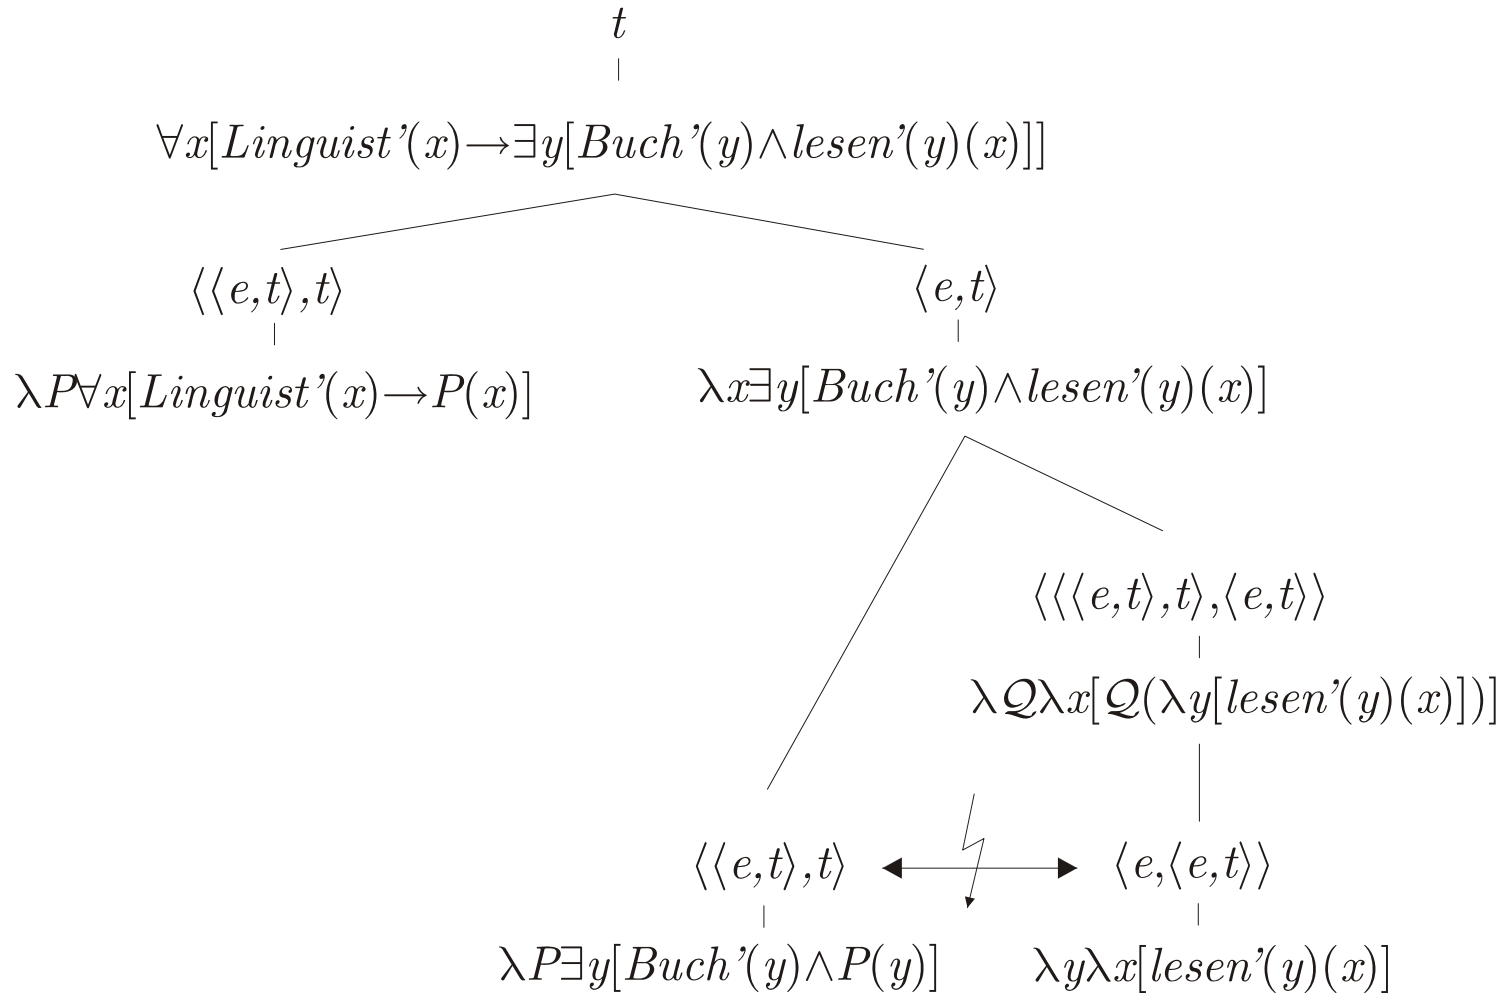 t
∀x[Linguist’(x)→∃y[Buch’(y)∧lesen’(y)(x)]]
⟨⟨e,t⟩,t⟩
⟨e,t⟩
λP∀x[Linguist’(x)→P(x)]
λx∃y[Buch’(y)∧lesen’(y)(x)]
⟨⟨⟨e,t⟩,t⟩,⟨e,t⟩⟩
λ𝒬λx[𝒬(λy[lesen’(y)(x)])]
⟨⟨e,t⟩,t⟩
⟨e,⟨e,t⟩⟩
λP∃y[Buch’(y)∧P(y)]
λyλx[lesen’(y)(x)]